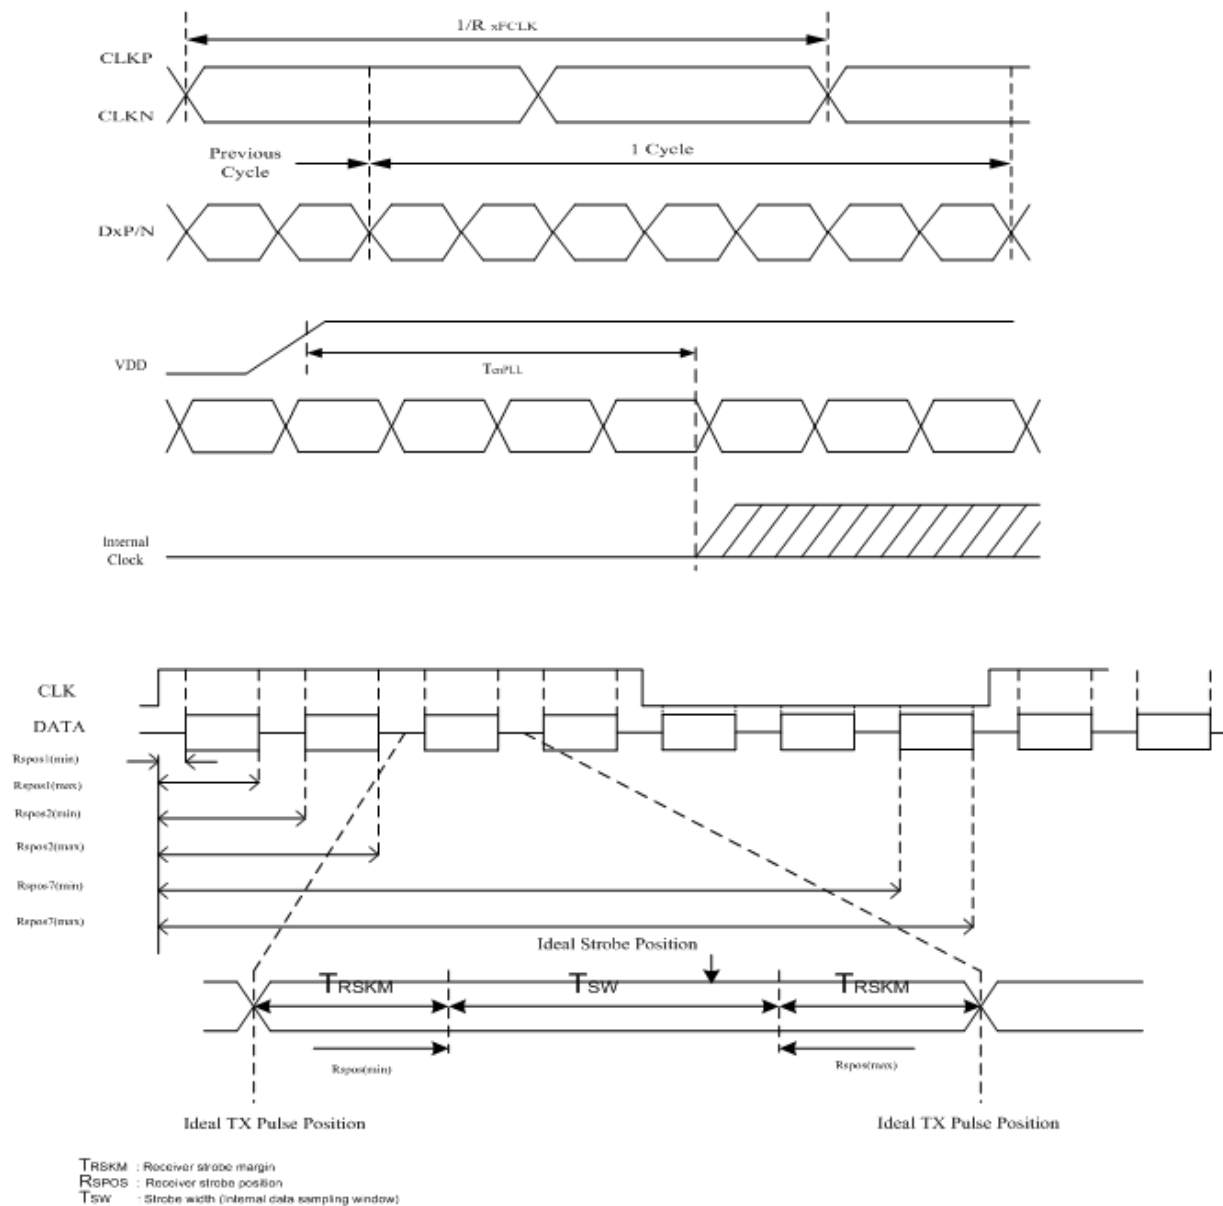 1/R xFCLK
CLKP
CLKN
Previous
Cycle
1 Cycle
DxP/N
VDD
TenPLL
Internal
Clock
CLK
DATA
Rspos1(min)
Rspos1(max)
Rspos2(min)
Rspos2(max)
Rspos7(min)
Rspos7(max)
Ideal Strobe Position
TRSKM
TSW
TRSKM
Rspos(min)
Rspos(max)
Ideal TX Pulse Position
Ideal TX Pulse Position
TRSKM : Receiver strobe margin
RSPOS : Receiver strobe position
TSW : Strobe width (Internal data sampling window)